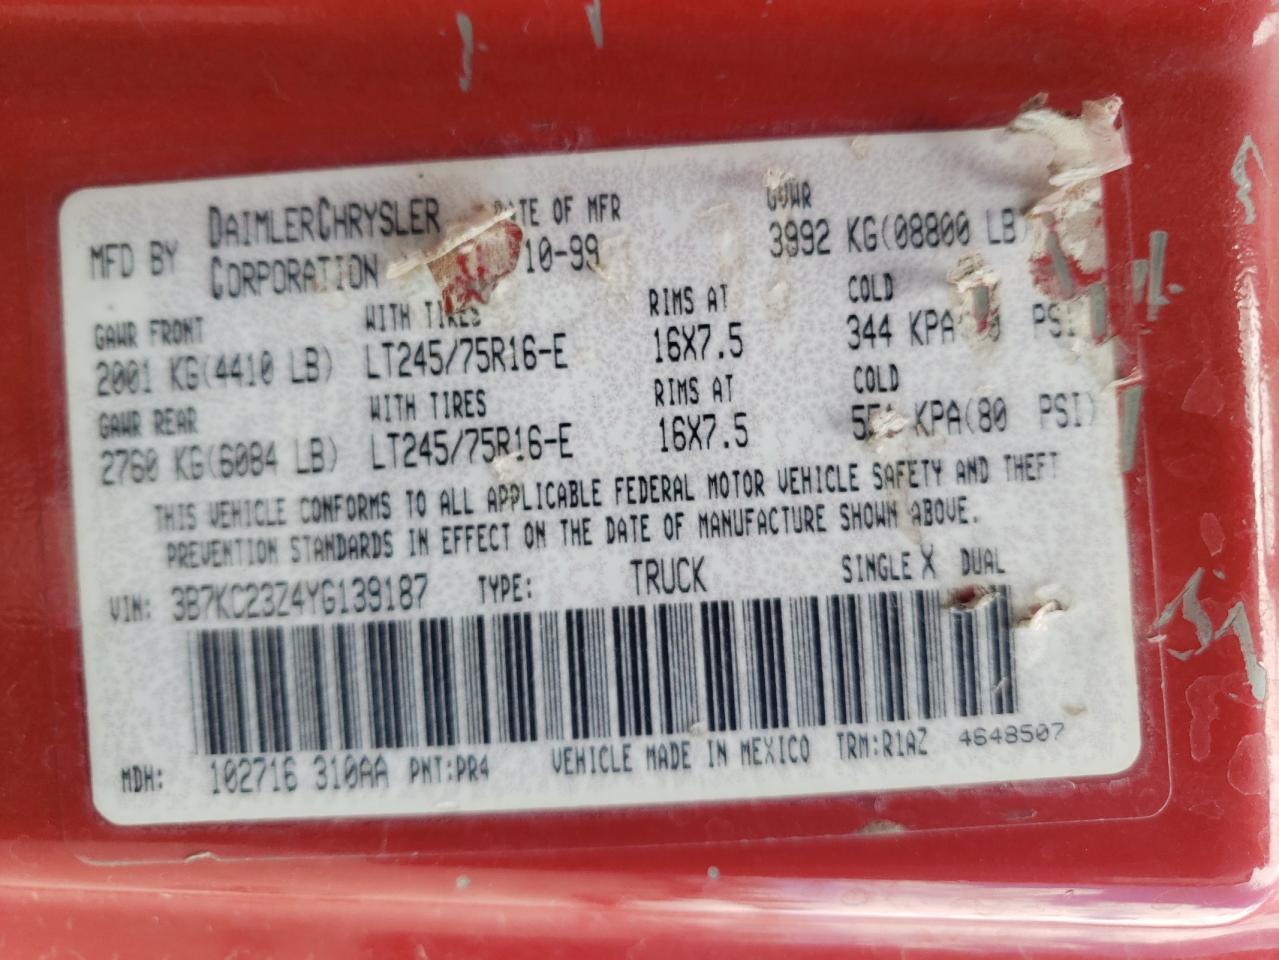 MFD BY DAIMLERCHRYSLER CORPORATION
DATE OF MFR 10-99
GVWR 3992 KG(08800 LB)
GAWR FRONT WITH TIRES RIMS AT COLD
2001 KG(4410 LB) LT245/75R16-E 16X7.5 344 KPA( PSI
GAWR REAR WITH TIRES RIMS AT COLD
2760 KG(6084 LB) LT245/75R16-E 16X7.5 KPA(80 PSI)
THIS VEHICLE CONFORMS TO ALL APPLICABLE FEDERAL MOTOR VEHICLE SAFETY AND THEFT
PREVENTION STANDARDS IN EFFECT ON THE DATE OF MANUFACTURE SHOWN ABOVE.
VIN: 3B7KC23Z4YG139187 TYPE: TRUCK SINGLE X DUAL
MDH: 102716 310AA PNT:PR4 VEHICLE MADE IN MEXICO TRM:R1AZ 4648507